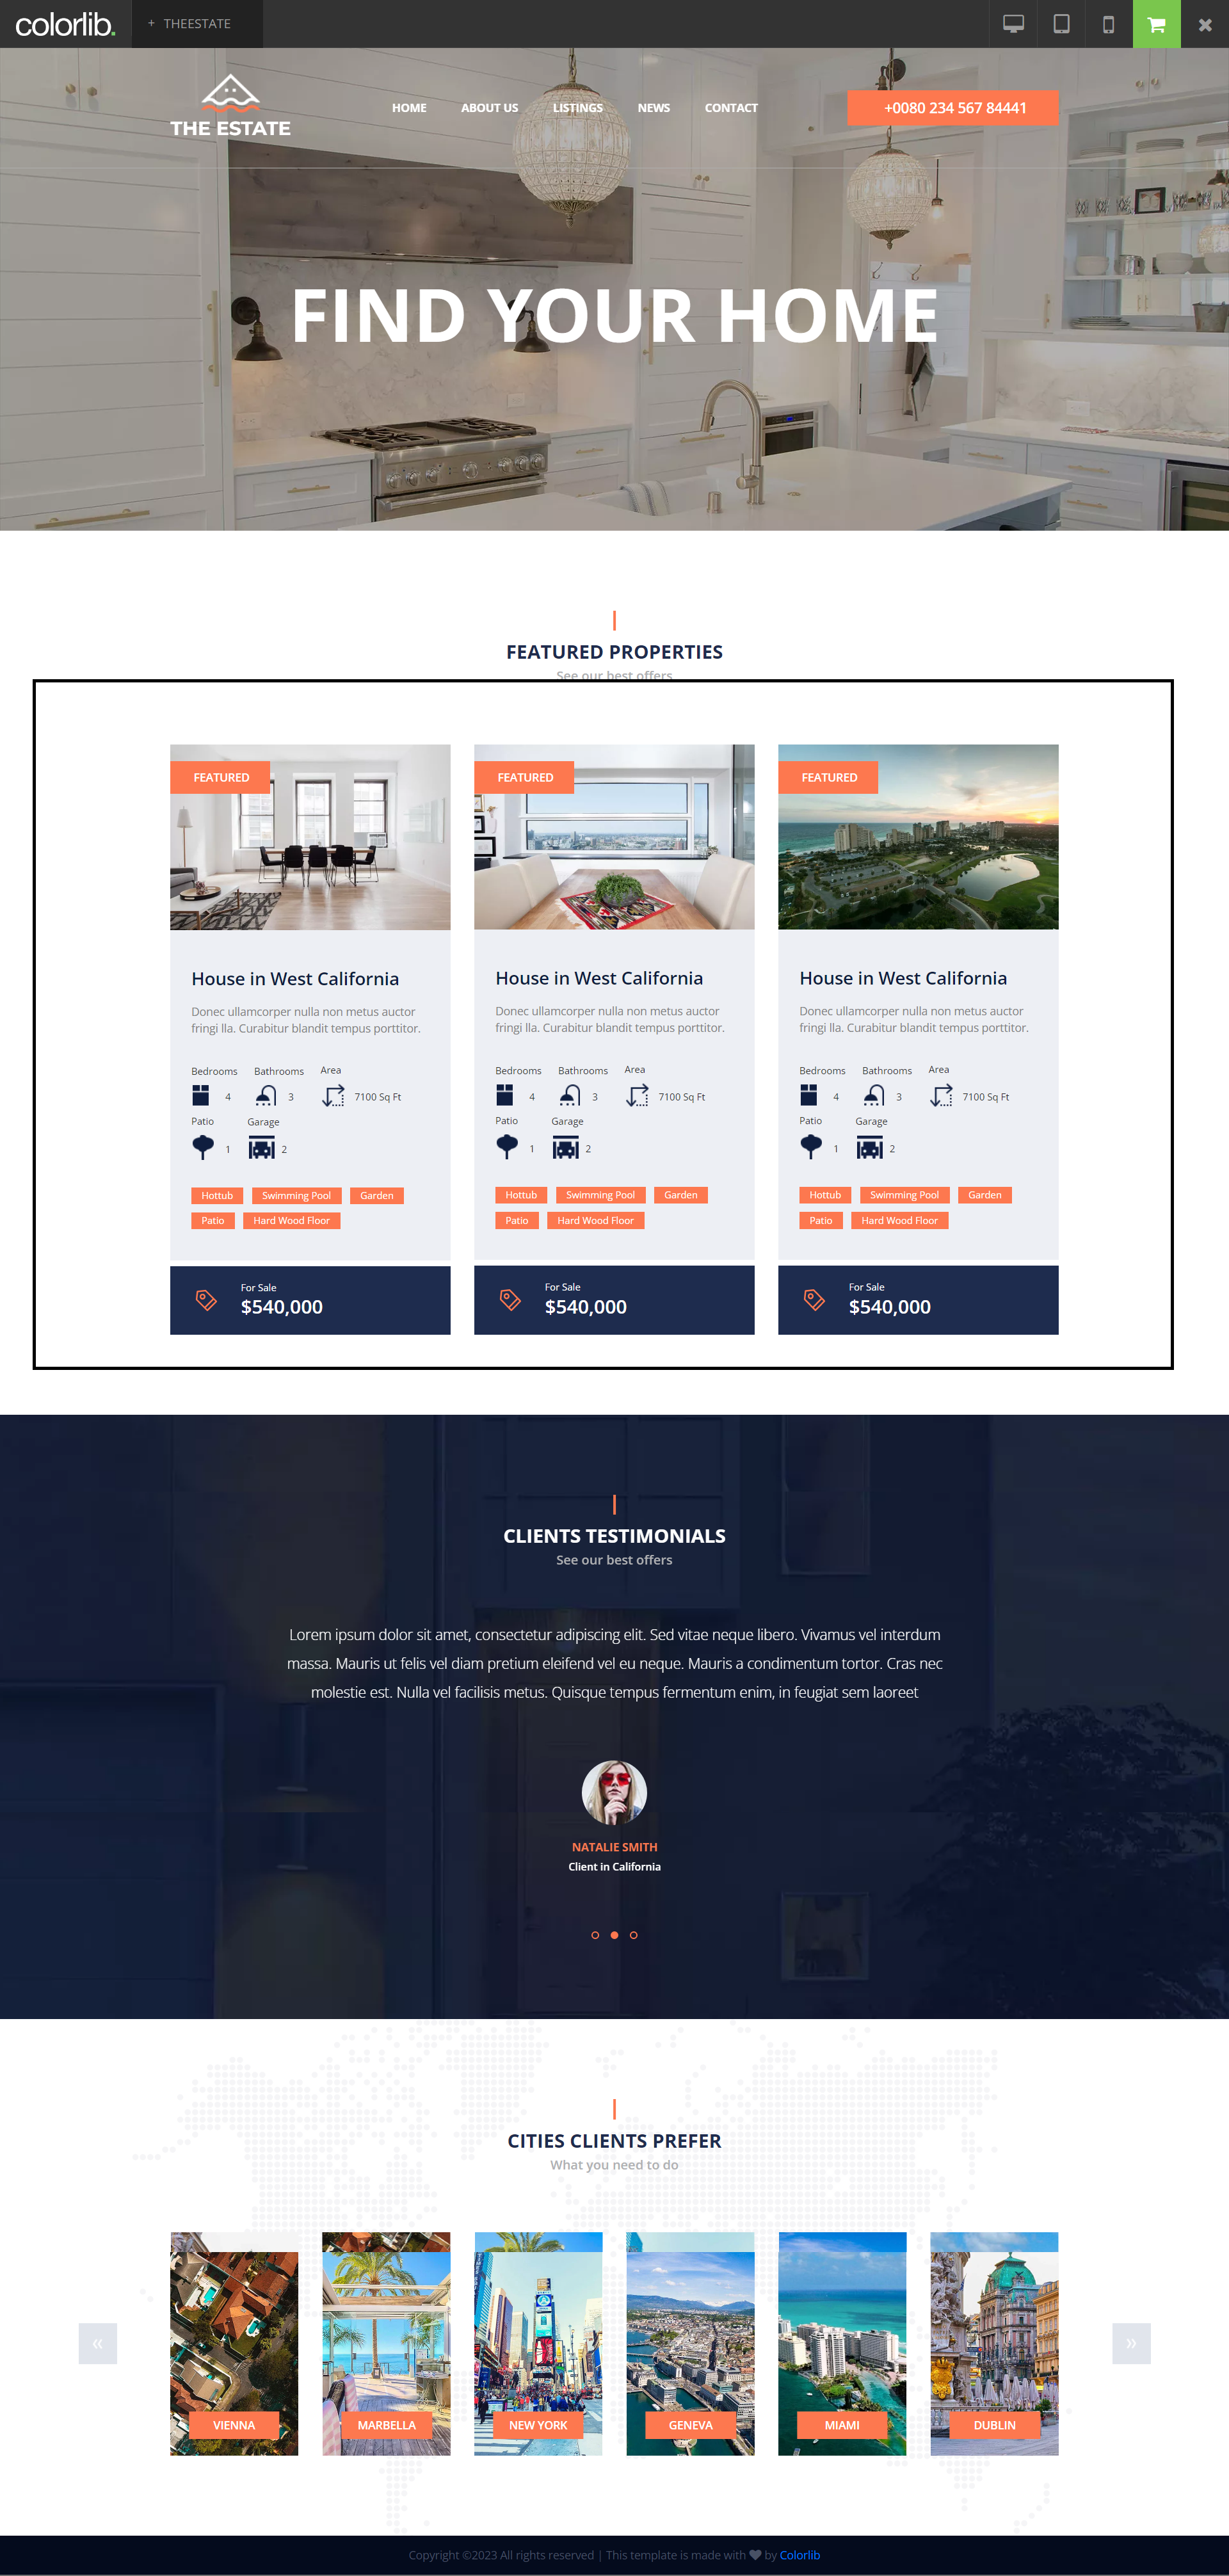 colorlib.
+ THEESTATE
THE ESTATE
HOME ABOUT US LISTINGS NEWS CONTACT
+0080 234 567 84441
FIND YOUR HOME
FEATURED PROPERTIES
See our best offers
FEATURED
House in West California
Donec ullamcorper nulla non metus auctor
fringi lla. Curabitur blandit tempus porttitor.
Bedrooms Bathrooms Area
4 3 7100 Sq Ft
Patio Garage
1 2
Hottub Swimming Pool Garden
Patio Hard Wood Floor
For Sale
$540,000
FEATURED
House in West California
Donec ullamcorper nulla non metus auctor
fringi lla. Curabitur blandit tempus porttitor.
Bedrooms Bathrooms Area
4 3 7100 Sq Ft
Patio Garage
1 2
Hottub Swimming Pool Garden
Patio Hard Wood Floor
For Sale
$540,000
FEATURED
House in West California
Donec ullamcorper nulla non metus auctor
fringi lla. Curabitur blandit tempus porttitor.
Bedrooms Bathrooms Area
4 3 7100 Sq Ft
Patio Garage
1 2
Hottub Swimming Pool Garden
Patio Hard Wood Floor
For Sale
$540,000
CLIENTS TESTIMONIALS
See our best offers
Lorem ipsum dolor sit amet, consectetur adipiscing elit. Sed vitae neque libero. Vivamus vel interdum
massa. Mauris ut felis vel diam pretium eleifend vel eu neque. Mauris a condimentum tortor. Cras nec
molestie est. Nulla vel facilisis metus. Quisque tempus fermentum enim, in feugiat sem laoreet
NATALIE SMITH
Client in California
CITIES CLIENTS PREFER
What you need to do
«
VIENNA
MARBELLA
NEW YORK
GENEVA
MIAMI
DUBLIN
»
Copyright ©2023 All rights reserved | This template is made with ♥ by Colorlib